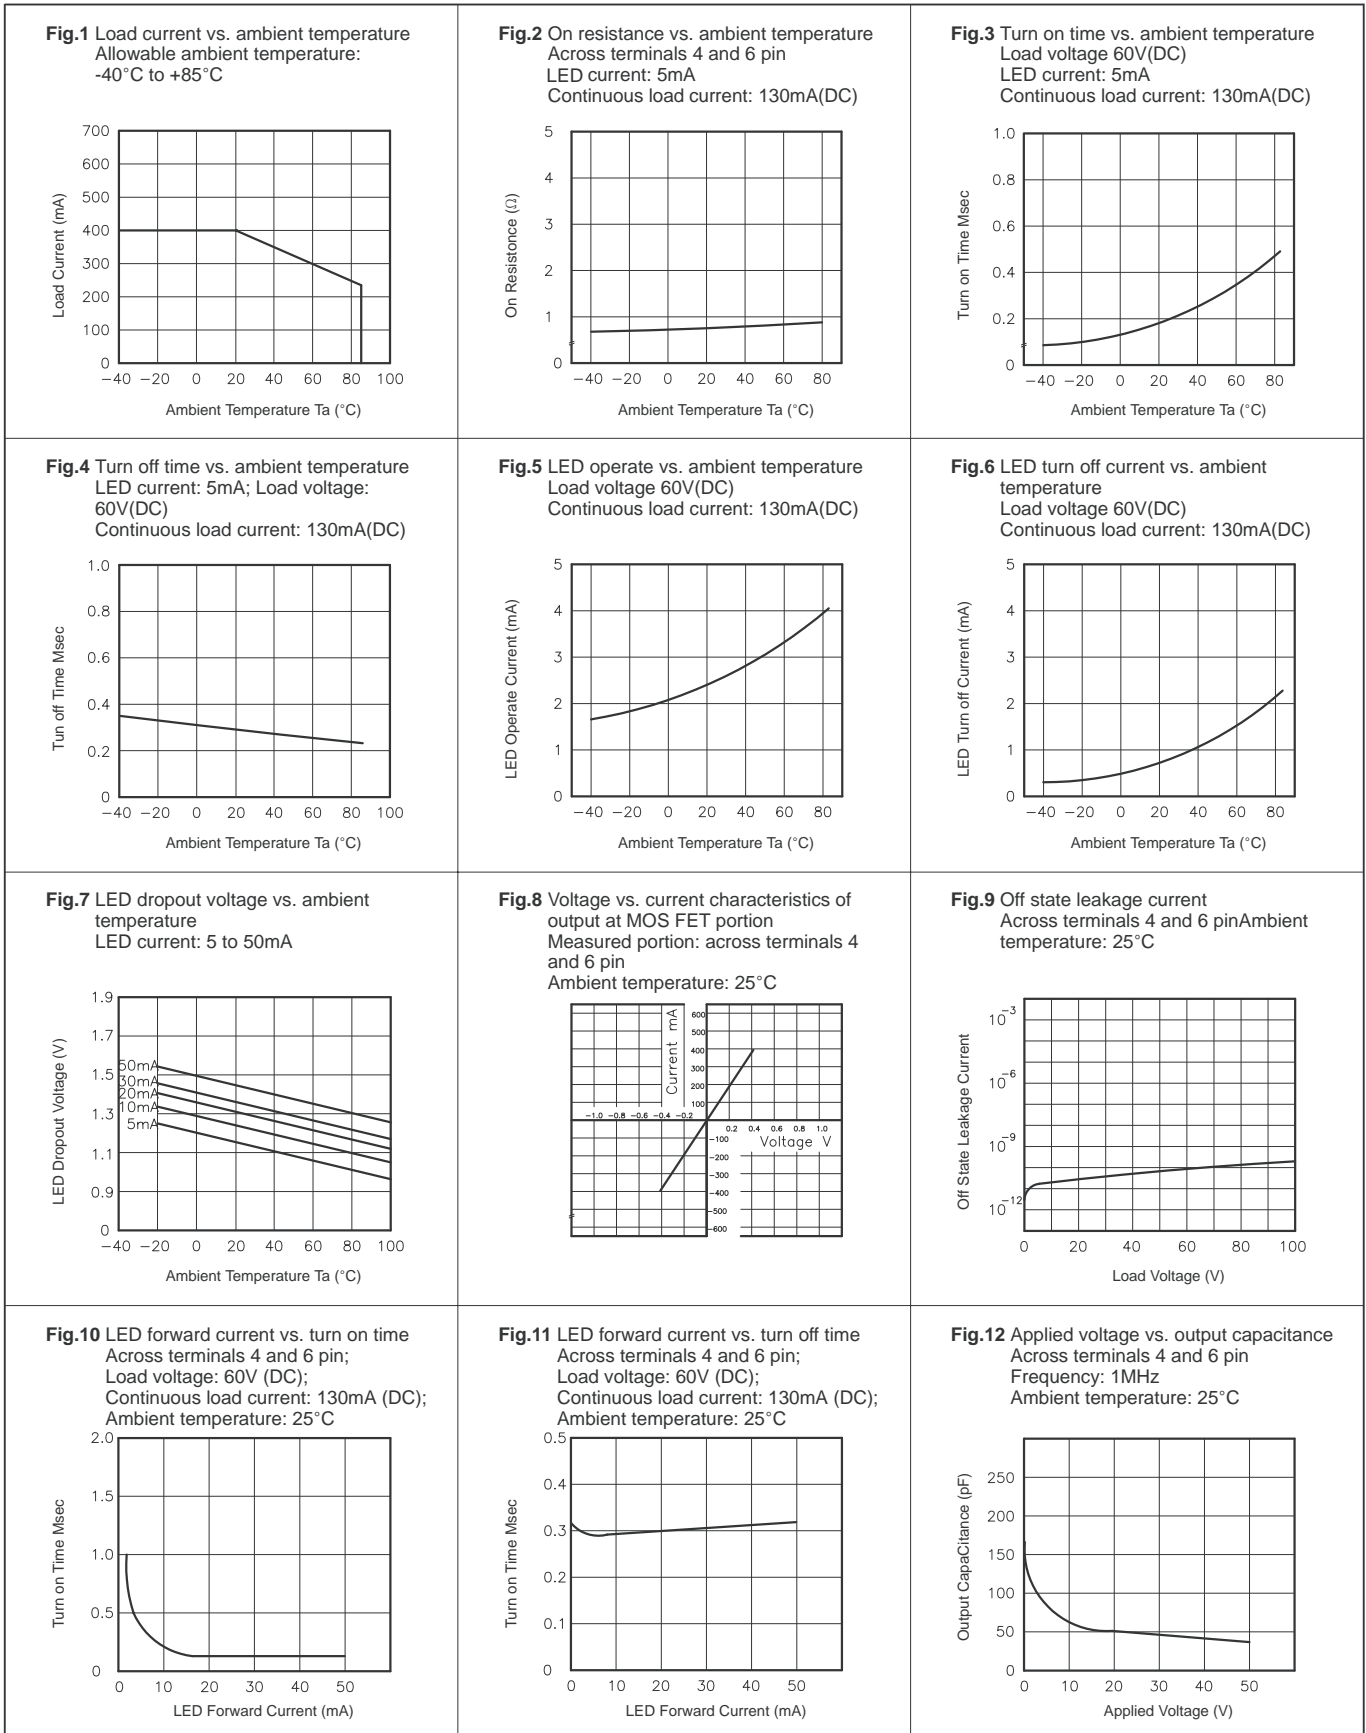 Fig.1 Load current vs. ambient temperature
Allowable ambient temperature:
-40°C to +85°C
700
600
500
400
300
200
100
0
Load Current (mA)
−40 −20 0 20 40 60 80 100
Ambient Temperature Ta (°C)
Fig.2 On resistance vs. ambient temperature
Across terminals 4 and 6 pin
LED current: 5mA
Continuous load current: 130mA(DC)
5
4
3
2
1
0
On Resistonce (Ω)
−40 −20 0 20 40 60 80
Ambient Temperature Ta (°C)
Fig.3 Turn on time vs. ambient temperature
Load voltage 60V(DC)
LED current: 5mA
Continuous load current: 130mA(DC)
1.0
0.8
0.6
0.4
0.2
0
Turn on Time Msec
−40 −20 0 20 40 60 80
Ambient Temperature Ta (°C)
Fig.4 Turn off time vs. ambient temperature
LED current: 5mA; Load voltage:
60V(DC)
Continuous load current: 130mA(DC)
1.0
0.8
0.6
0.4
0.2
0
Tun off Time Msec
−40 −20 0 20 40 60 80 100
Ambient Temperature Ta (°C)
Fig.5 LED operate vs. ambient temperature
Load voltage 60V(DC)
Continuous load current: 130mA(DC)
5
4
3
2
1
0
LED Operate Current (mA)
−40 −20 0 20 40 60 80
Ambient Temperature Ta (°C)
Fig.6 LED turn off current vs. ambient
temperature
Load voltage 60V(DC)
Continuous load current: 130mA(DC)
5
4
3
2
1
0
LED Turn off Current (mA)
−40 −20 0 20 40 60 80
Ambient Temperature Ta (°C)
Fig.7 LED dropout voltage vs. ambient
temperature
LED current: 5 to 50mA
1.9
1.7
1.5
1.3
1.1
0.9
0
LED Dropout Voltage (V)
50mA
30mA
20mA
10mA
5mA
−40 −20 0 20 40 60 80 100
Ambient Temperature Ta (°C)
Fig.8 Voltage vs. current characteristics of
output at MOS FET portion
Measured portion: across terminals 4
and 6 pin
Ambient temperature: 25°C
Current mA
600
500
400
300
200
100
−1.0 −0.8 −0.6 −0.4 −0.2
0.2 0.4 0.6 0.8 1.0
Voltage V
−100
−200
−300
−400
−500
−600
Fig.9 Off state leakage current
Across terminals 4 and 6 pinAmbient
temperature: 25°C
10−3
10−6
10−9
10−12
Off State Leakage Current
0 20 40 60 80 100
Load Voltage (V)
Fig.10 LED forward current vs. turn on time
Across terminals 4 and 6 pin;
Load voltage: 60V (DC);
Continuous load current: 130mA (DC);
Ambient temperature: 25°C
2.0
1.5
1.0
0.5
0
Turn on Time Msec
0 10 20 30 40 50
LED Forward Current (mA)
Fig.11 LED forward current vs. turn off time
Across terminals 4 and 6 pin;
Load voltage: 60V (DC);
Continuous load current: 130mA (DC);
Ambient temperature: 25°C
0.5
0.4
0.3
0.2
0.1
0
Turn on Time Msec
0 10 20 30 40 50
LED Forward Current (mA)
Fig.12 Applied voltage vs. output capacitance
Across terminals 4 and 6 pin
Frequency: 1MHz
Ambient temperature: 25°C
250
200
150
100
50
0
Output CapaCitance (pF)
0 10 20 30 40 50
Applied Voltage (V)